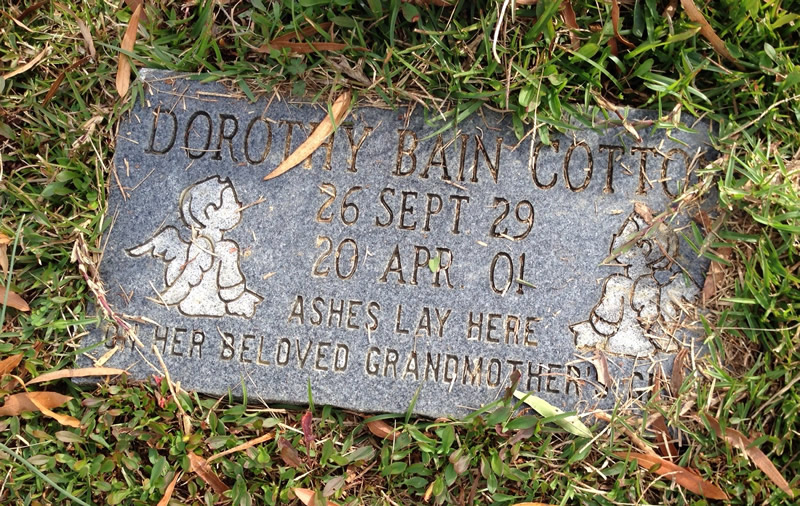 DOROTHY BAIN COTTO
26 SEPT 29
20 APR 01
ASHES LAY HERE
HER BELOVED GRANDMOTHER